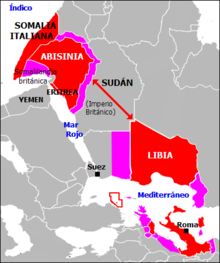 Índico
SOMALIA
ITALIANA
ABISINIA
Somalilandia
británica
SUDÁN
ERITREA
(Imperio
Británico)
YEMEN
Mar
Rojo
LIBIA
Suez
Mediterráneo
Roma